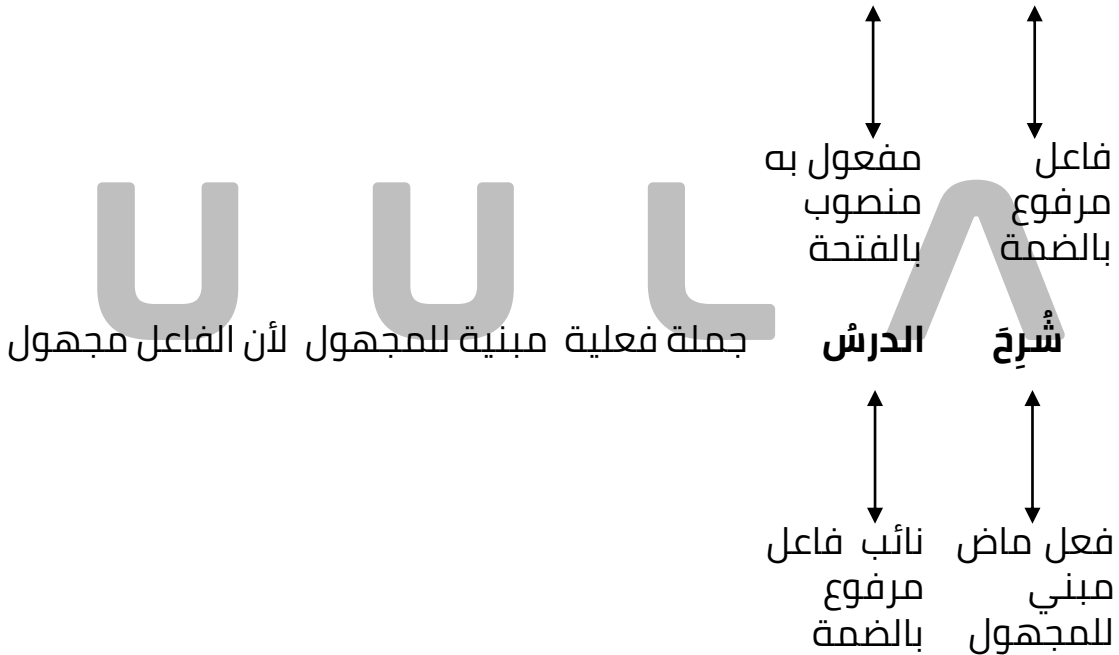 فاعل مفعول به
مرفوع منصوب
بالضمة بالفتحة
شُرِحَ الدرسُ جملة فعلية مبنية للمجهول لأن الفاعل مجهول
فعل ماض نائب فاعل
مبني مرفوع
للمجهول بالضمة
UULA